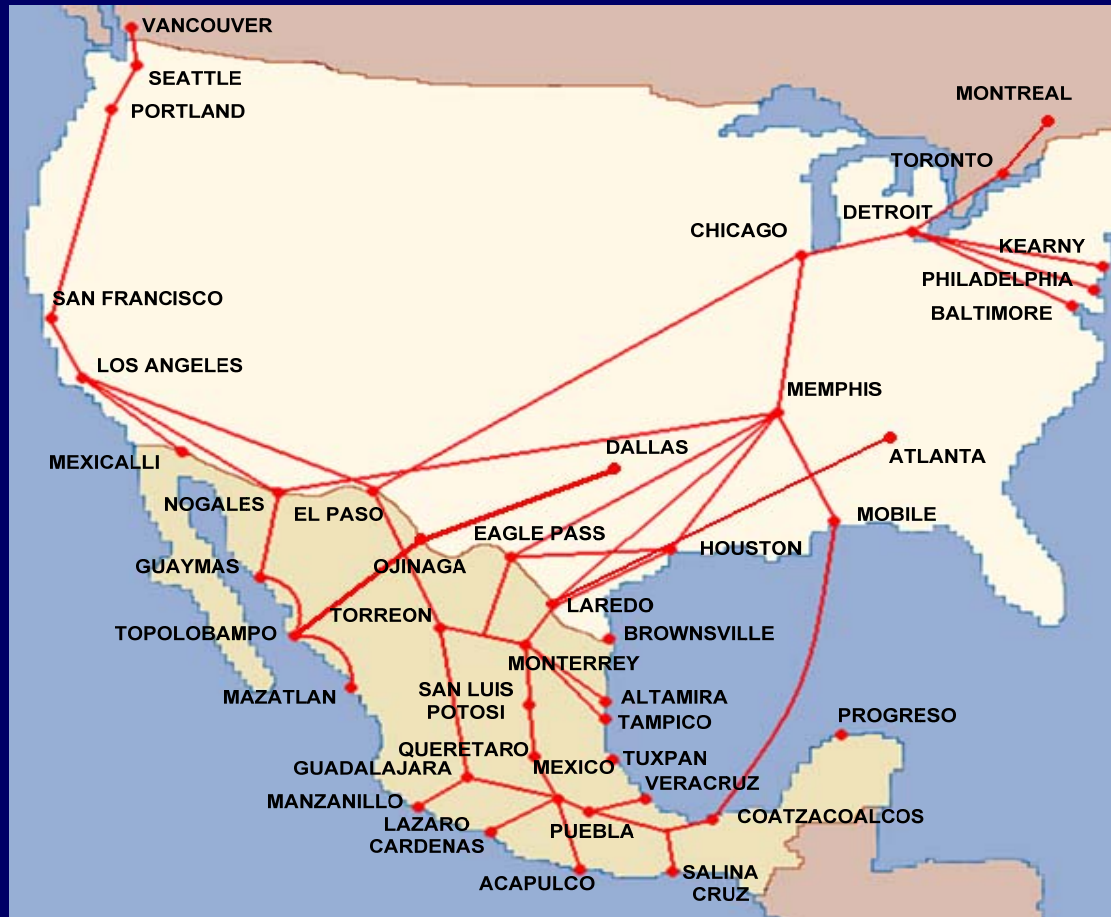 VANCOUVER
SEATTLE
PORTLAND
MONTREAL
TORONTO
DETROIT
CHICAGO
KEARNY
PHILADELPHIA
BALTIMORE
SAN FRANCISCO
LOS ANGELES
MEMPHIS
DALLAS
ATLANTA
MEXICALLI
NOGALES
EL PASO
MOBILE
EAGLE PASS
HOUSTON
GUAYMAS
OJINAGA
LAREDO
TORREON
TOPOLOBAMPO
BROWNSVILLE
MONTERREY
SAN LUIS
POTOSI
MAZATLAN
ALTAMIRA
TAMPICO
PROGRESO
QUERETARO
MEXICO
TUXPAN
GUADALAJARA
VERACRUZ
MANZANILLO
COATZACOALCOS
LAZARO
CARDENAS
PUEBLA
ACAPULCO
SALINA
CRUZ